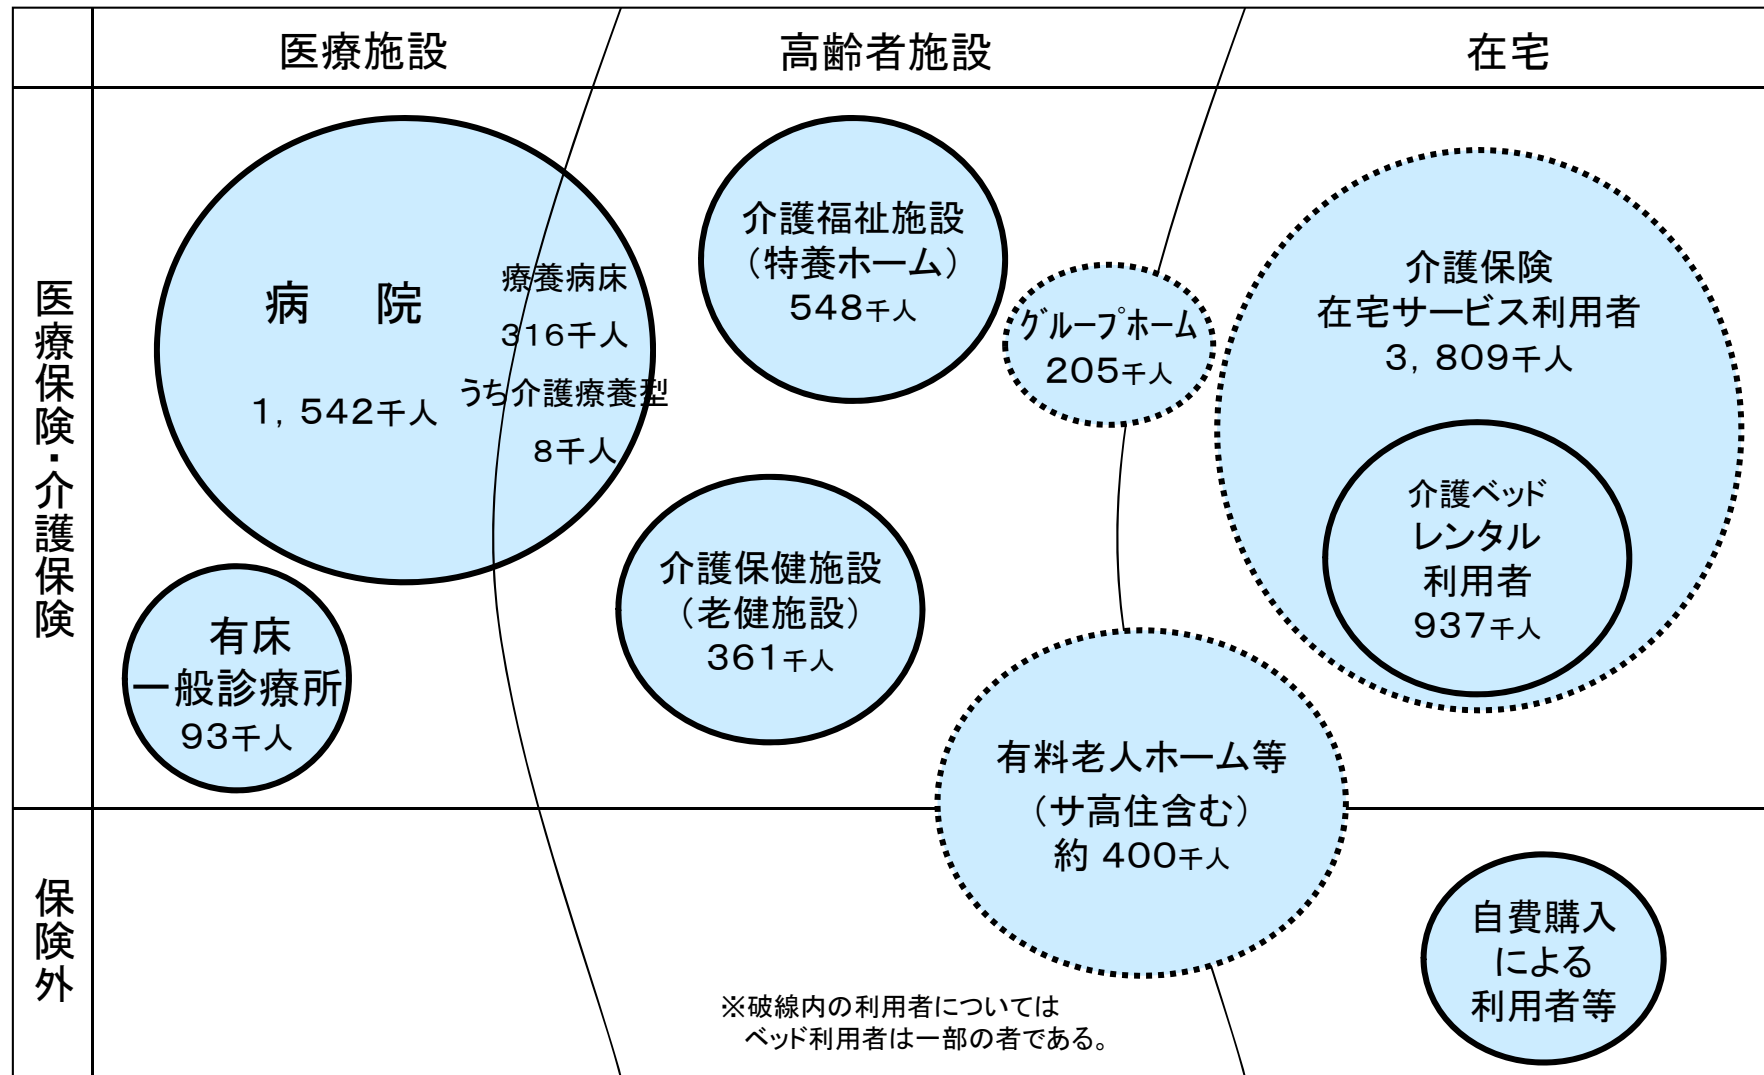 医療施設
高齢者施設
在宅
医療保険・介護保険
病　院
1，542千人
療養病床
316千人
うち介護療養型
8千人
有床
一般診療所
93千人
介護福祉施設
（特養ホーム）
548千人
介護保健施設
（老健施設）
361千人
グループホーム
205千人
有料老人ホーム等
（サ高住含む）
約 400千人
介護保険
在宅サービス利用者
3，809千人
介護ベッド
レンタル
利用者
937千人
保険外
自費購入
による
利用者等
※破線内の利用者については
ベッド利用者は一部の者である。